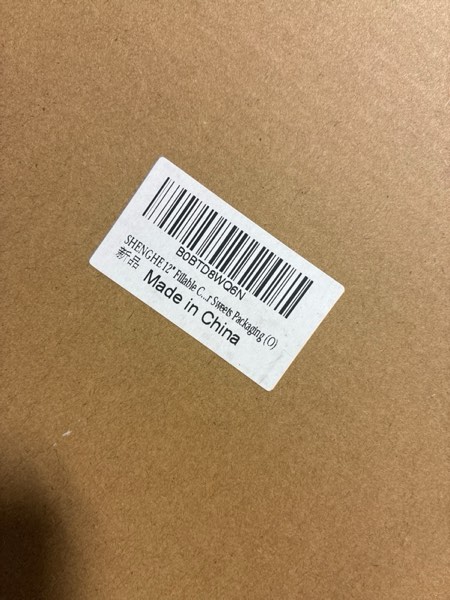 B0BTD8WQ6N
SHENGHE 12" Fillable C...r Sweets Packaging (O)
新品
Made in China